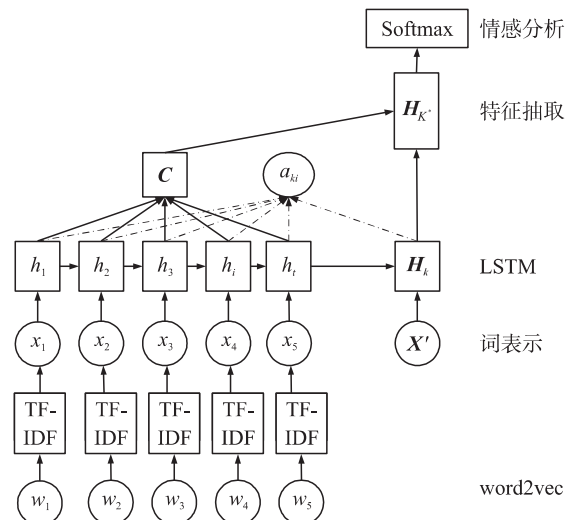 Softmax 情感分析
H_{K*} 特征抽取
C a_{ki}
h_1 h_2 h_3 h_i h_t H_k LSTM
x_1 x_2 x_3 x_4 x_5 X' 词表示
TF- TF- TF- TF- TF-
IDF IDF IDF IDF IDF
w_1 w_2 w_3 w_4 w_5 word2vec